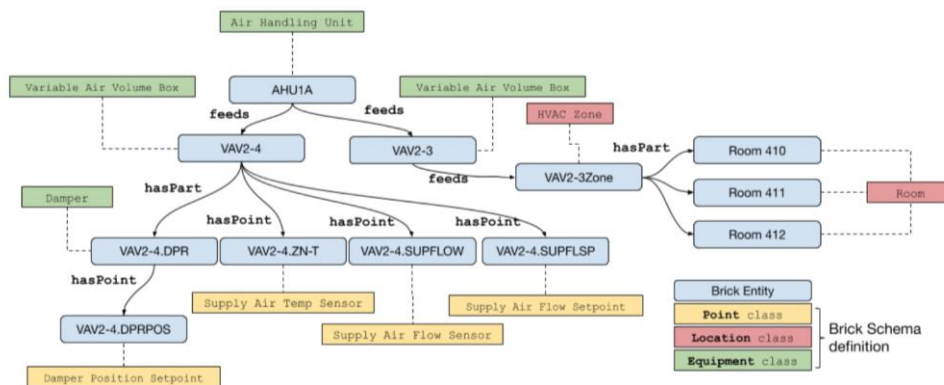 Air Handling Unit
Variable Air Volume Box
AHU1A
Variable Air Volume Box
feeds
feeds
HVAC Zone
VAV2-4
VAV2-3
hasPart
Room 410
feeds
VAV2-3Zone
hasPart
Damper
Room 411
Room
hasPoint
hasPoint
hasPoint
Room 412
VAV2-4.DPR
VAV2-4.ZN-T
VAV2-4.SUPFLOW
VAV2-4.SUPFLSP
hasPoint
Supply Air Temp Sensor
Supply Air Flow Setpoint
Brick Entity
VAV2-4.DPRPOS
Supply Air Flow Sensor
Point class
Location class
Equipment class
Brick Schema
definition
Damper Position Setpoint